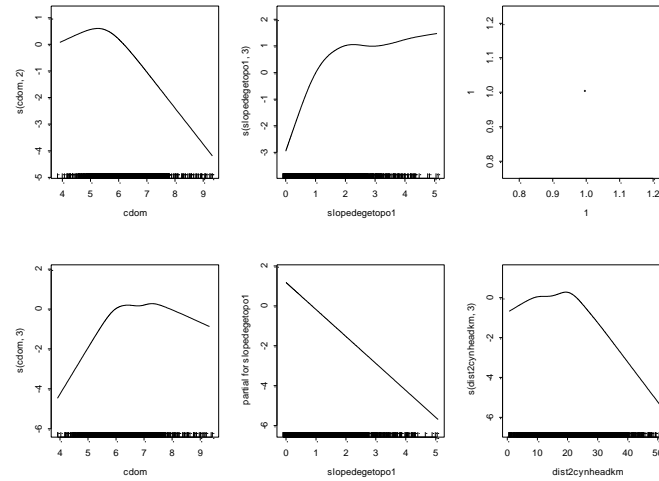 s(cdom, 2)
1
0
-1
-2
-3
-4
-5
4 5 6 7 8 9
cdom
s(slopedegetopo1, 3)
2
1
0
-1
-2
-3
0 1 2 3 4 5
slopedegetopo1
1
1.2
1.1
1.0
0.9
0.8
0.8 0.9 1.0 1.1 1.2
1
s(cdom, 3)
2
0
-2
-4
-6
4 5 6 7 8 9
cdom
partial for slopedegetopo1
2
0
-2
-4
-6
0 1 2 3 4 5
slopedegetopo1
s(dist2cynheadkm, 3)
2
0
-2
-4
-6
0 10 20 30 40 50
dist2cynheadkm